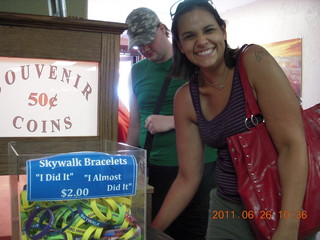 SOUVENIR
50¢
COINS
Skywalk Bracelets
"I Did It" "I Almost
Did It"
$2.00
2011.06.26 10:36